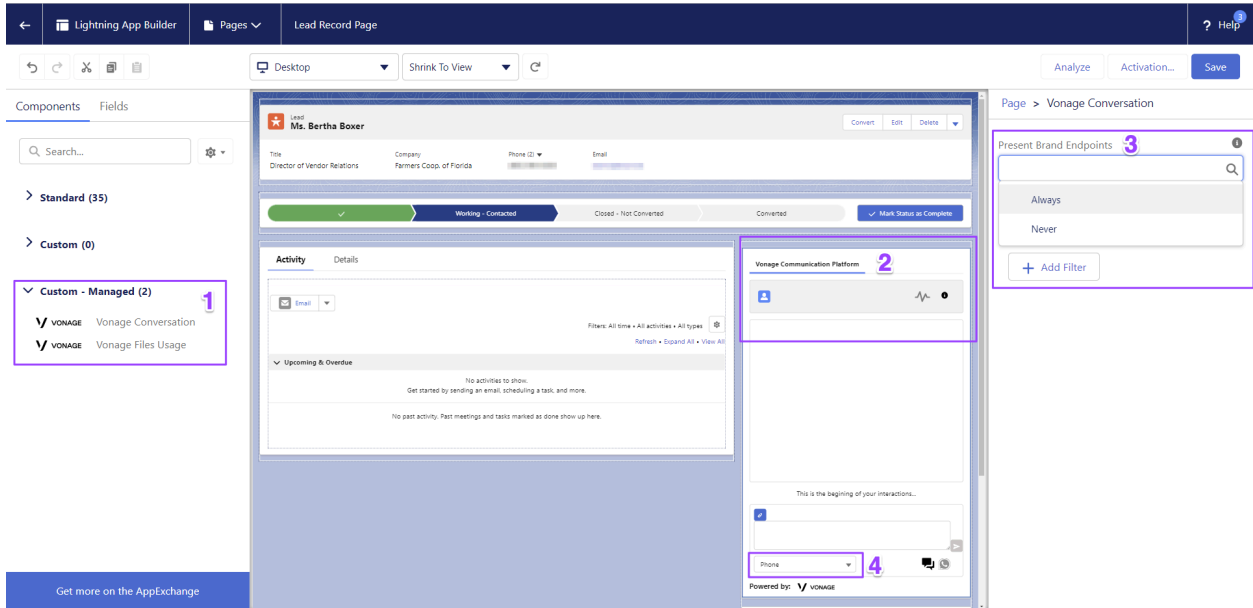 Lightning App Builder
Pages
Lead Record Page
3
? Help
Desktop
Shrink To View
Analyze
Activation...
Save
Components
Fields
Search...
Standard (35)
Custom (0)
Custom - Managed (2)
1
VONAGE Vonage Conversation
VONAGE Vonage Files Usage
Get more on the AppExchange
Lead
Ms. Bertha Boxer
Convert
Edit
Delete
Title
Company
Phone (2)
Email
Director of Vendor Relations
Farmers Coop. of Florida
Working - Contacted
Closed - Not Converted
Converted
Mark Status as Complete
Activity
Details
Email
Filters: All time • All activities • All types
Refresh • Expand All • View All
Upcoming & Overdue
No activities to show.
Get started by sending an email, scheduling a task, and more.
No past activity. Past meetings and tasks marked as done show up here.
Vonage Communication Platform
2
This is the begining of your interactions...
Phone
4
Powered by: VONAGE
Page > Vonage Conversation
Present Brand Endpoints
3
Always
Never
+ Add Filter